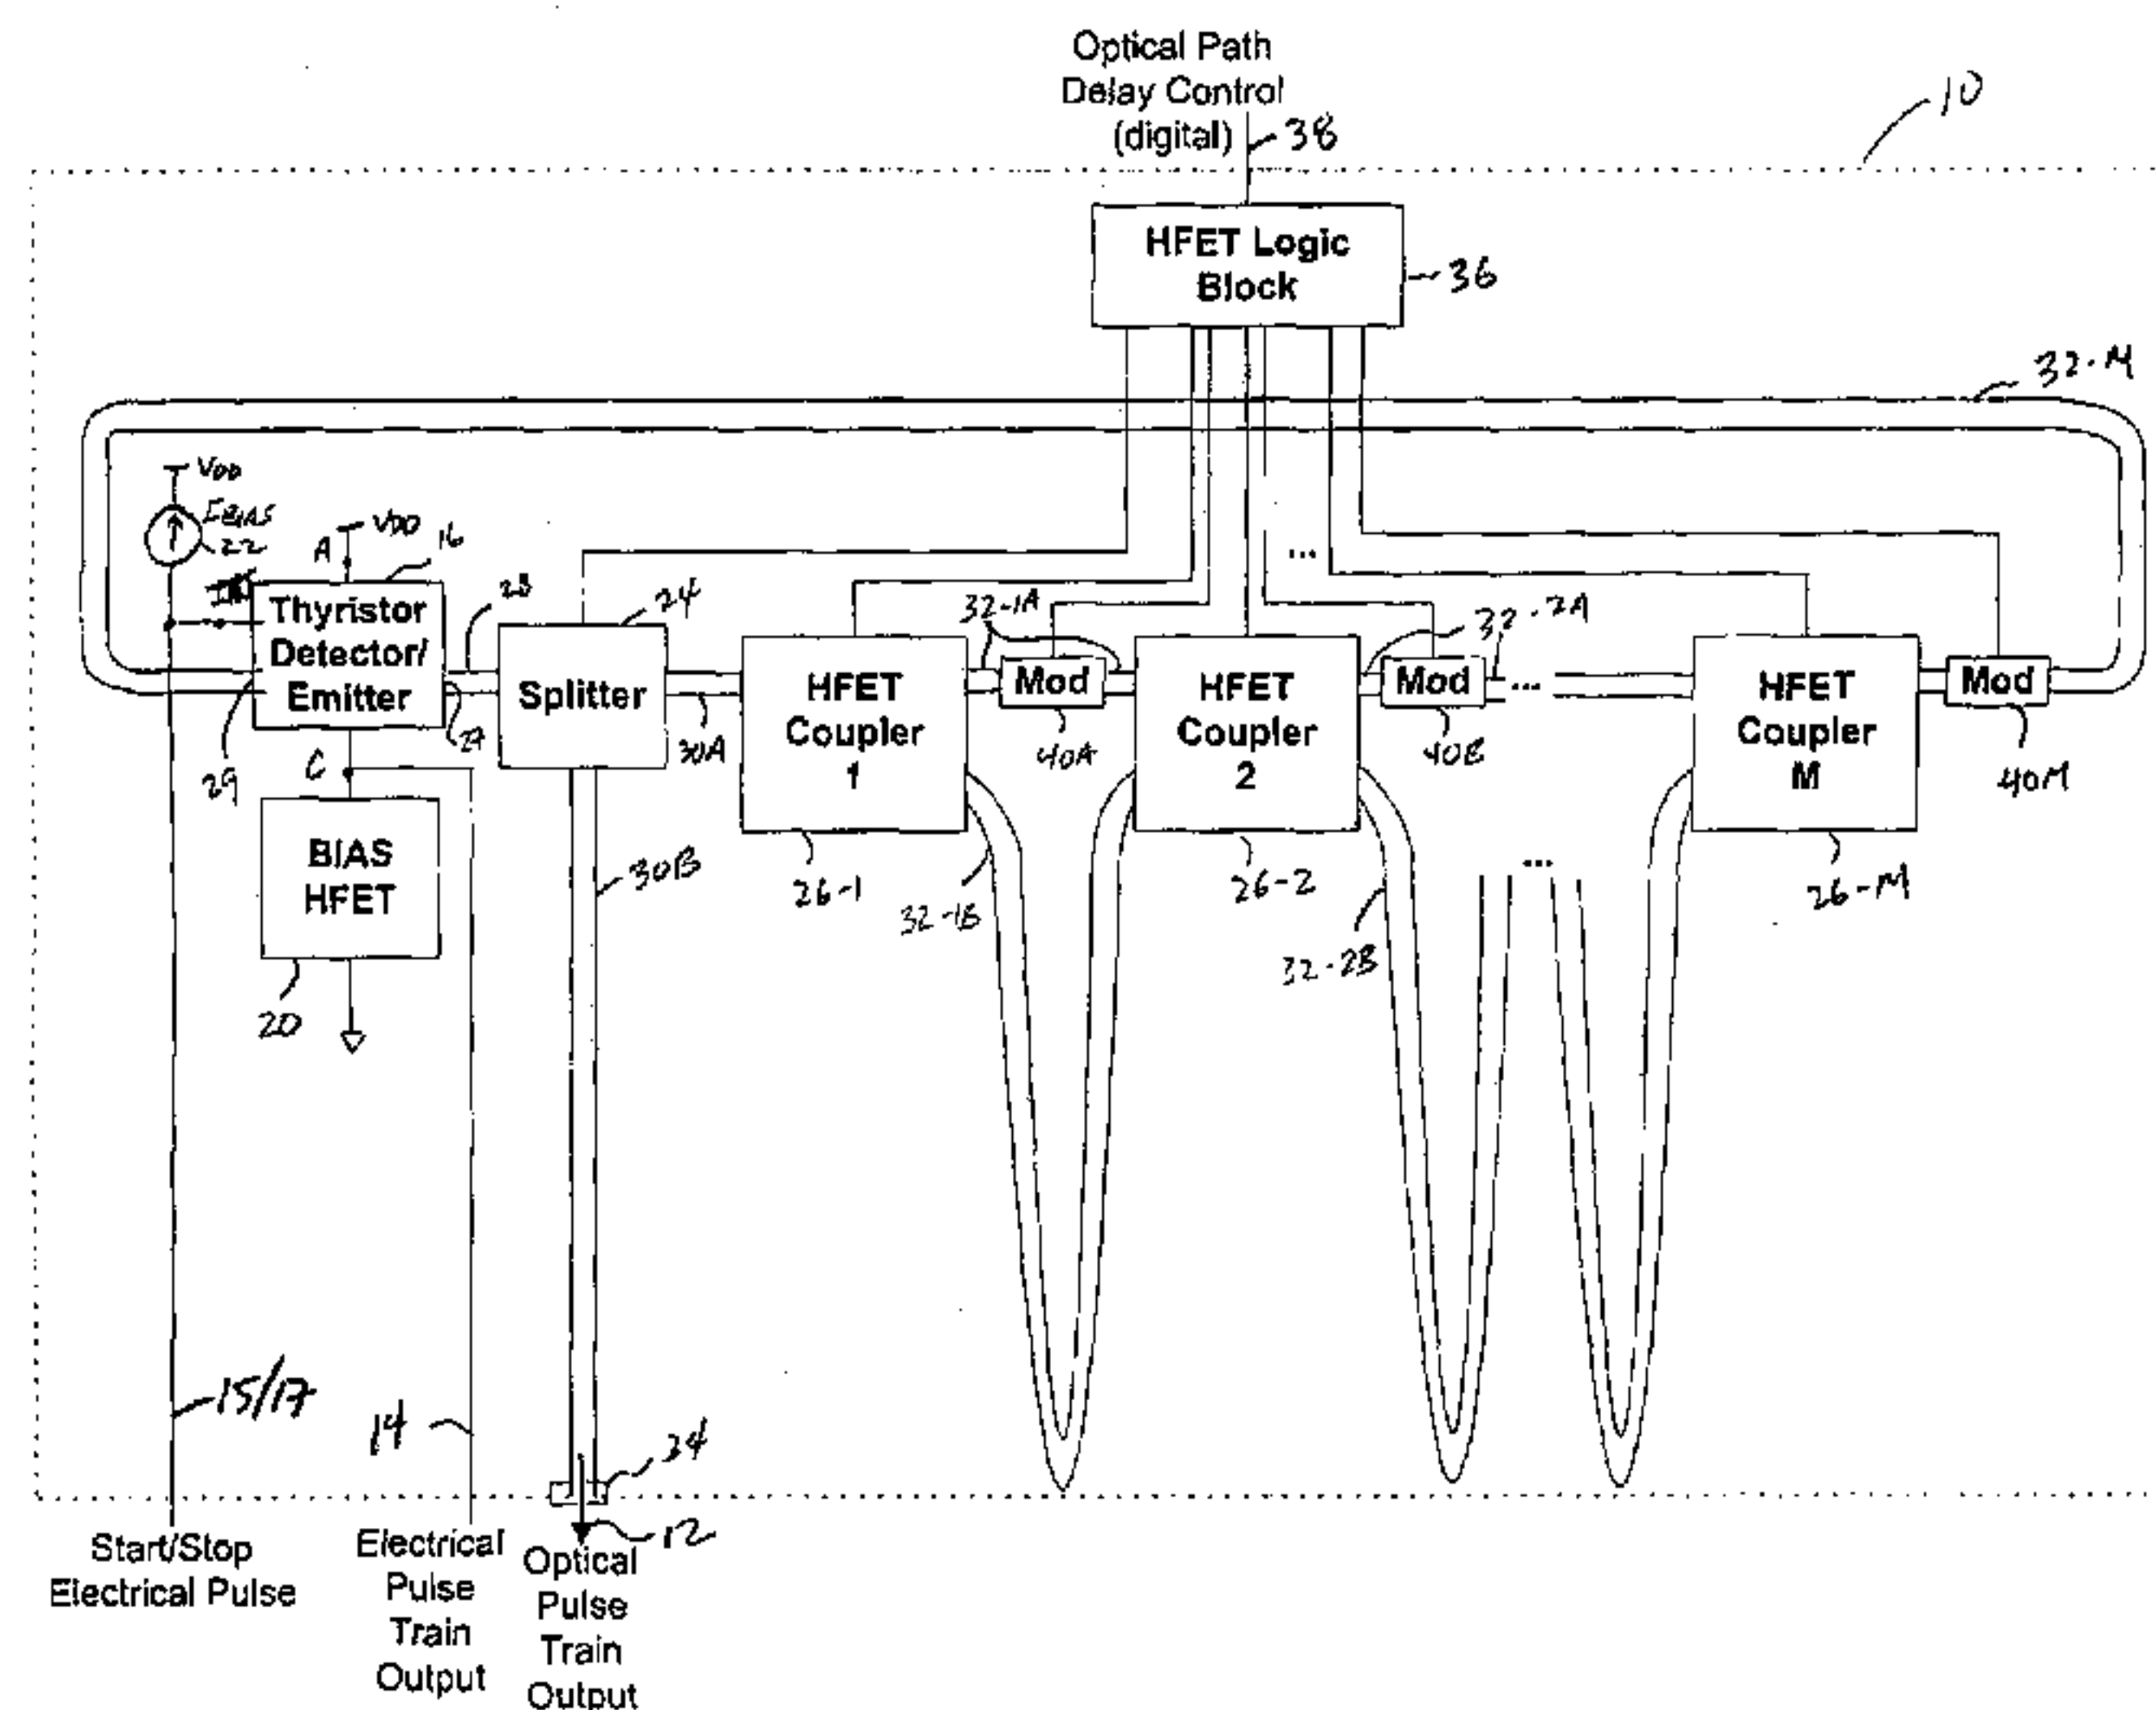 Optical Path
Delay Control
(digital)
38
10
HFET Logic
Block
36
32-M
VDD
22
A
VDD
16
Thyristor
Detector/
Emitter
28
24
Splitter
32-1A
HFET
Coupler
1
Mod
HFET
Coupler
2
32-2A
Mod
...
...
HFET
Coupler
M
Mod
29
29
C
30A
40A
40B
40M
BIAS
HFET
30B
26-1
32-1B
26-2
32-2B
...
26-M
20
15/17
14
34
12
Start/Stop
Electrical Pulse
Electrical
Pulse
Train
Output
Optical
Pulse
Train
Output